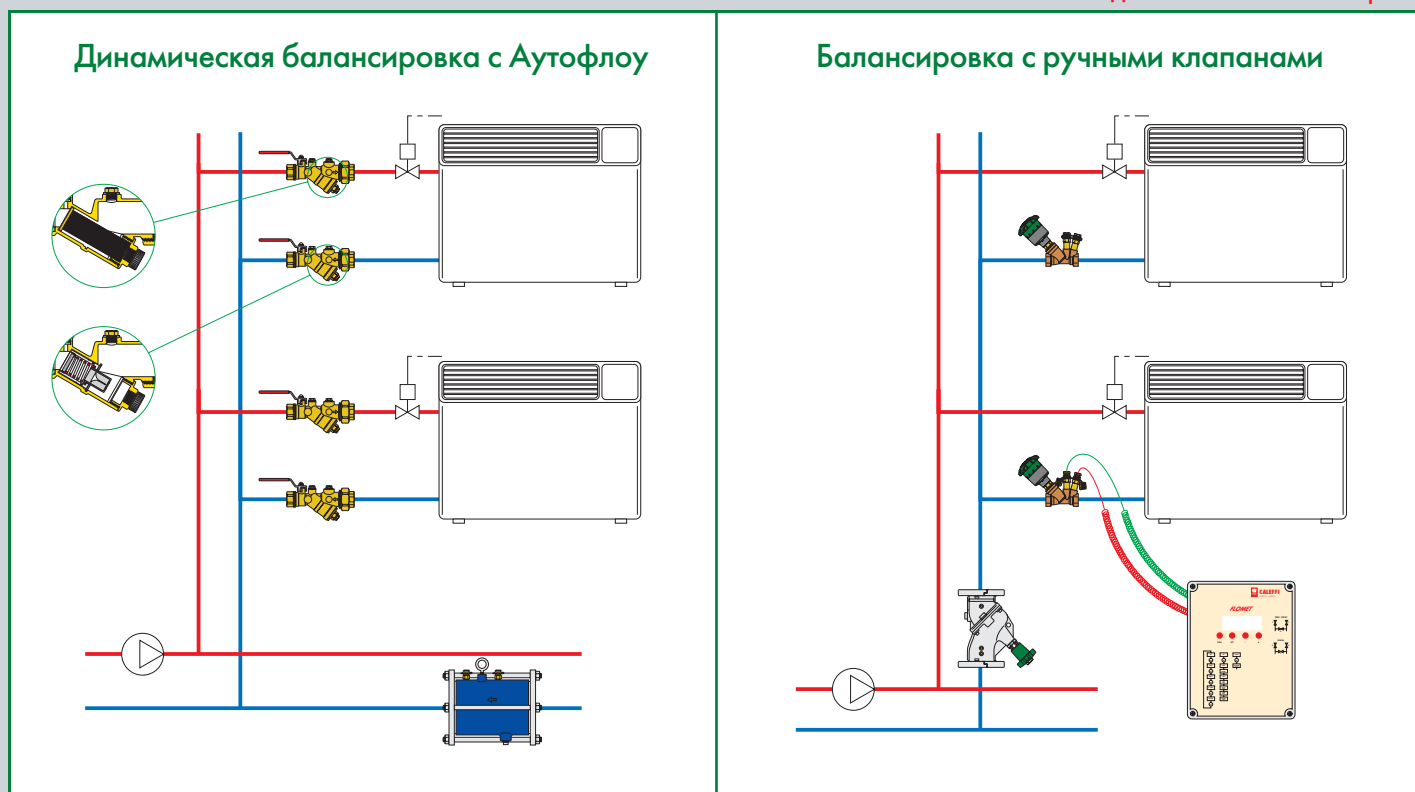 Динамическая балансировка с Аутофлоу
Балансировка с ручными клапанами
CALEFFI
FLOMET